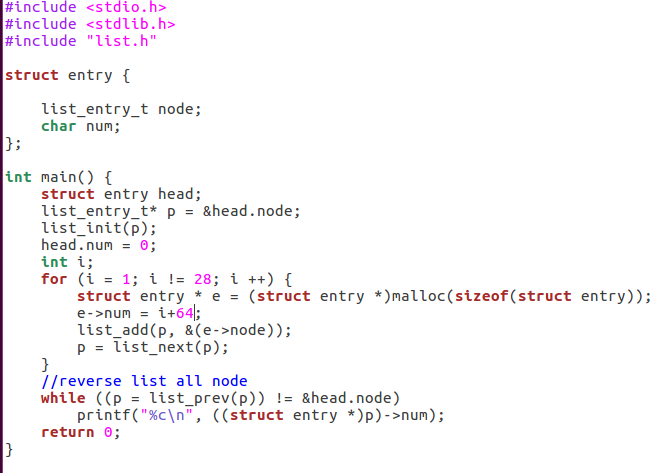 #include <stdio.h>
#include <stdlib.h>
#include "list.h"

struct entry {

    list_entry_t node;
    char num;
};

int main() {
    struct entry head;
    list_entry_t* p = &head.node;
    list_init(p);
    head.num = 0;
    int i;
    for (i = 1; i != 28; i ++) {
        struct entry * e = (struct entry *)malloc(sizeof(struct entry));
        e->num = i+64;
        list_add(p, &(e->node));
        p = list_next(p);
    }
    //reverse list all node
    while ((p = list_prev(p)) != &head.node)
        printf("%c\n", ((struct entry *)p)->num);
    return 0;
}